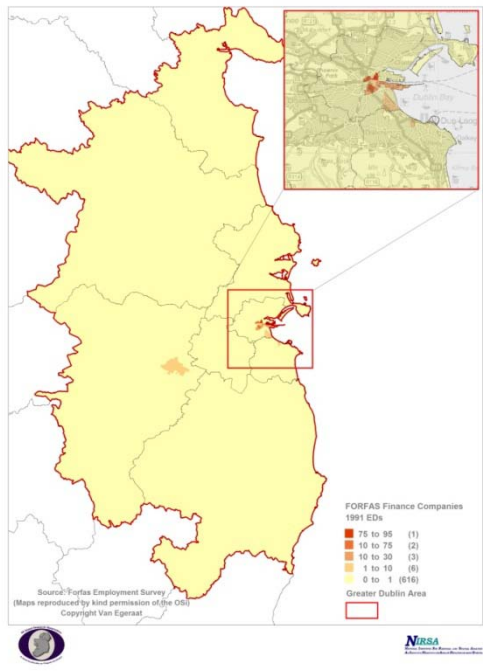 Dublin Bay
FORFAS Finance Companies
1991 EDs
75 to 95 (1)
10 to 75 (2)
10 to 30 (3)
1 to 10 (6)
0 to 1 (616)
Greater Dublin Area
Source: Forfas Employment Survey
(Maps reproduced by kind permission of the OSi)
Copyright Van Egeraat
NIRSA